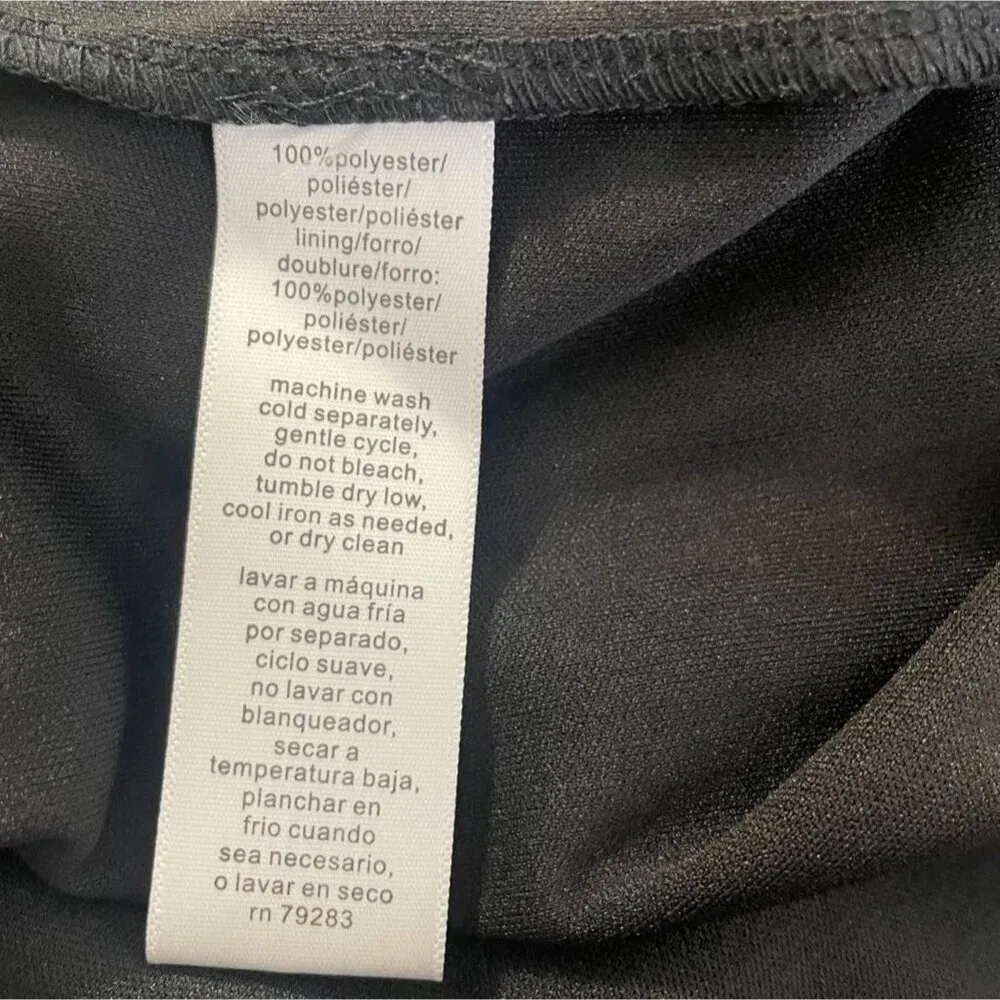 100%polyester/
poliéster/
polyester/poliéster
lining/forro/
doublure/forro:
100%polyester/
poliéster/
polyester/poliéster
machine wash
cold separately,
gentle cycle,
do not bleach,
tumble dry low,
cool iron as needed,
or dry clean
lavar a máquina
con agua fría
por separado,
ciclo suave,
no lavar con
blanqueador,
secar a
temperatura baja,
planchar en
frio cuando
sea necesario,
o lavar en seco
rn 79283